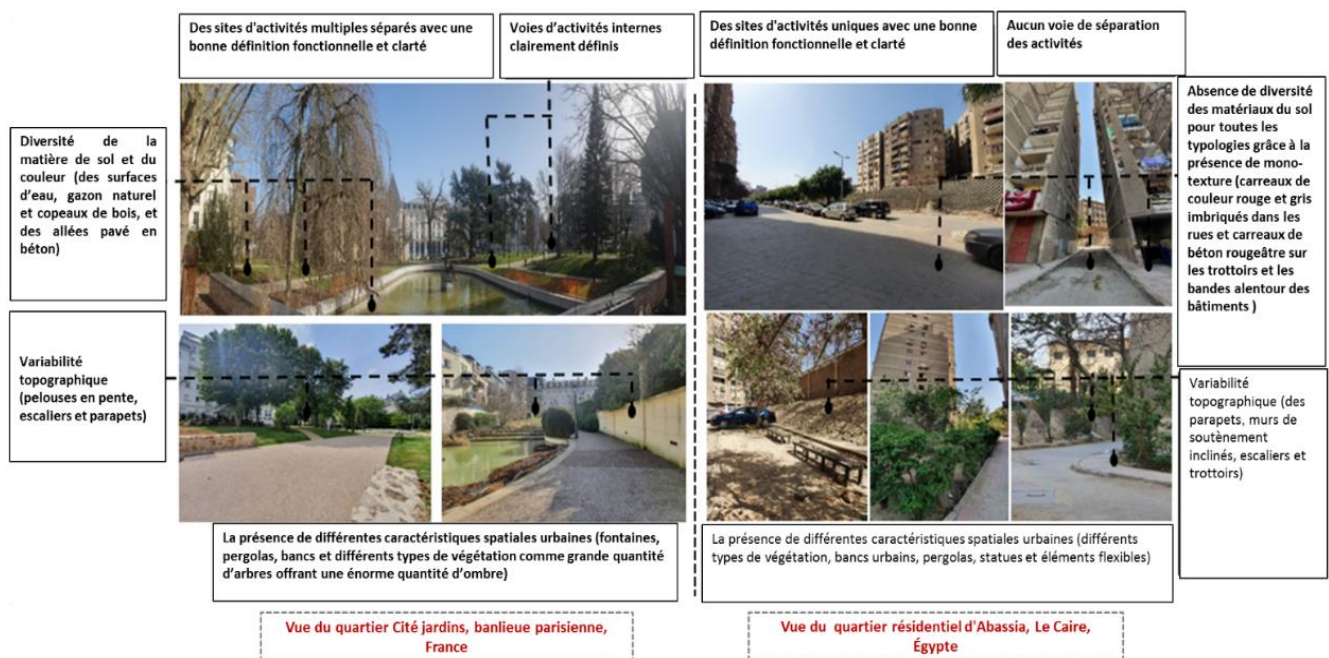 Des sites d'activités multiples séparés avec une
bonne définition fonctionnelle et clarté
Voies d'activités internes
clairement définis
Des sites d'activités uniques avec une bonne
définition fonctionnelle et clarté
Aucun voie de séparation
des activités
Diversité de la
matière de sol et du
couleur (des surfaces
d'eau, gazon naturel
et copeaux de bois, et
des allées pavé en
béton)
Absence de diversité
des matériaux du sol
pour toutes les
typologies grâce à la
présence de mono-
texture (carreaux de
couleur rouge et gris
imbriqués dans les
rues et carreaux de
béton rougeâtre sur
les trottoirs et les
bandes alentour des
bâtiments )
Variabilité
topographique
(pelouses en pente,
escaliers et parapets)
Variabilité
topographique (des
parapets, murs de
soutènement
inclinés, escaliers et
trottoirs)
La présence de différentes caractéristiques spatiales urbaines (fontaines,
pergolas, bancs et différents types de végétation comme grande quantité
d'arbres offrant une énorme quantité d'ombre)
La présence de différentes caractéristiques spatiales urbaines (différents
types de végétation, bancs urbains, pergolas, statues et éléments flexibles)
Vue du quartier Cité jardins, banlieue parisienne,
France
Vue du quartier résidentiel d'Abassia, Le Caire,
Égypte